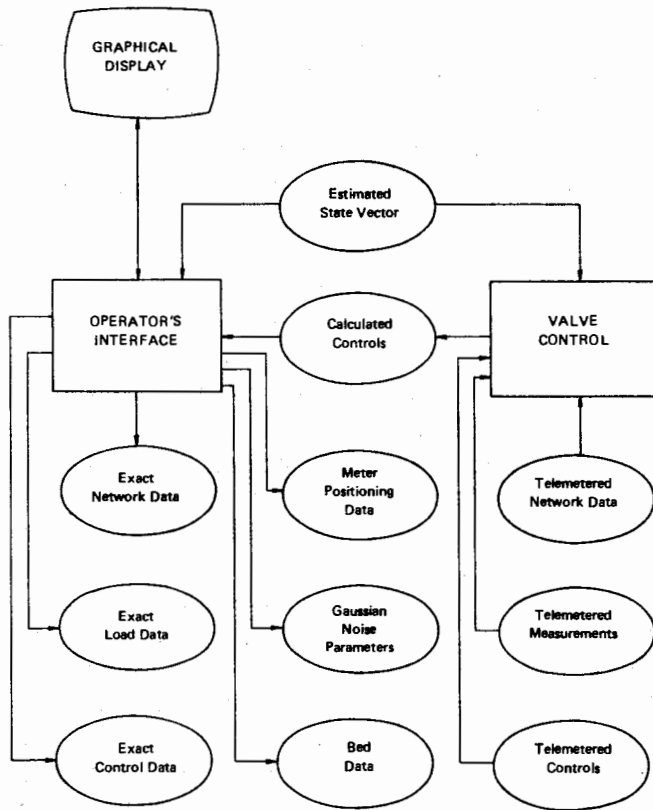 GRAPHICAL
DISPLAY
Estimated
State Vector
OPERATOR'S
INTERFACE
Calculated
Controls
VALVE
CONTROL
Exact
Network Data
Meter
Positioning
Data
Telemetered
Network Data
Exact
Load Data
Gaussian
Noise
Parameters
Telemetered
Measurements
Exact
Control Data
Bed
Data
Telemetered
Controls